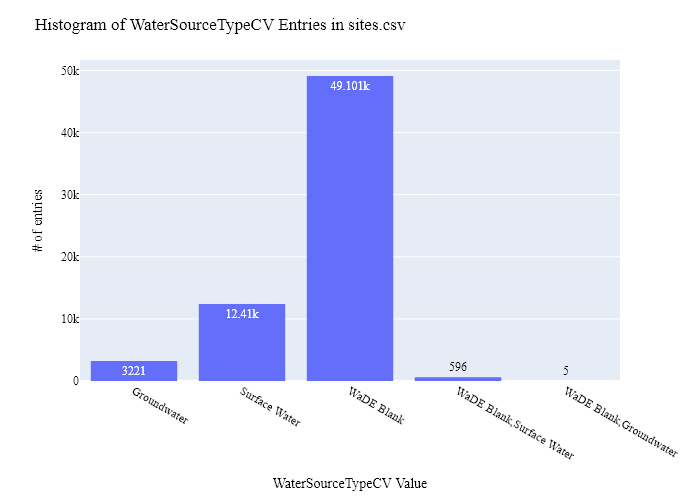 Histogram of WaterSourceTypeCV Entries in sites.csv
50k
40k
30k
20k
10k
0
# of entries
3221
12.41k
49.101k
596
5
Groundwater
Surface Water
WaDE Blank
WaDE Blank,Surface Water
WaDE Blank,Groundwater
WaterSourceTypeCV Value